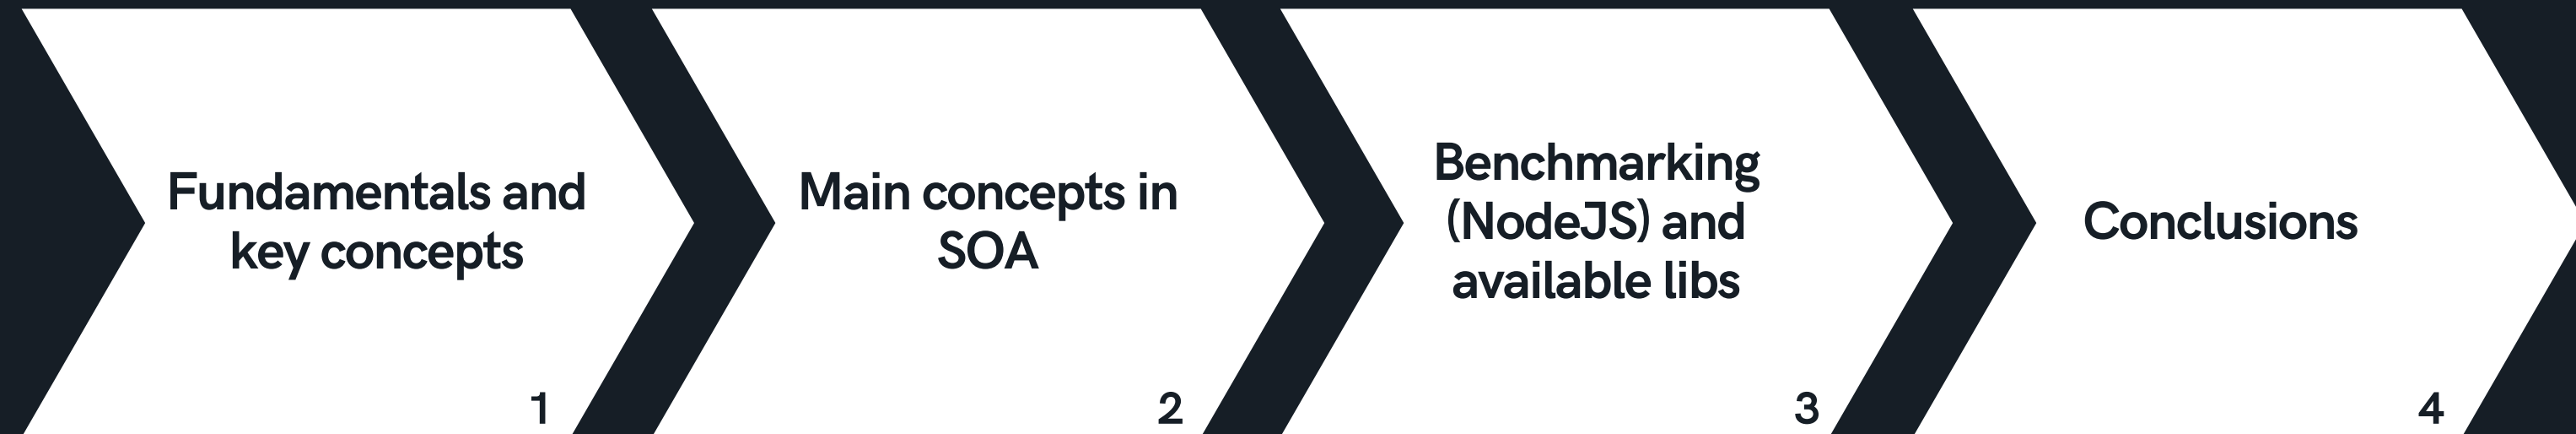 Fundamentals and
key concepts
1
Main concepts in
SOA
2
Benchmarking
(NodeJS) and
available libs
3
Conclusions
4